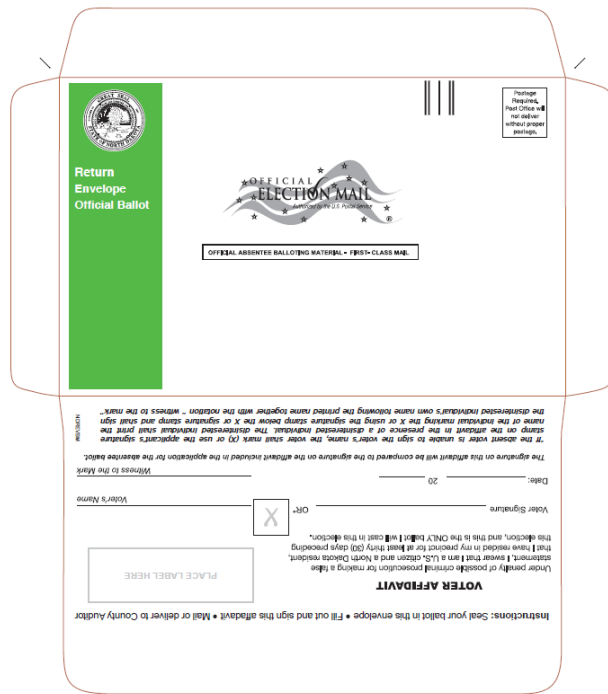 Postage
Required.
Post Office will
not deliver
without proper
postage.
GREAT SEAL
STATE OF NORTH DAKOTA
Return
Envelope
Official Ballot
OFFICIAL
ELECTION MAIL
Authorized by the U.S. Postal Service
®
OFFICIAL ABSENTEE BALLOTING MATERIAL - FIRST-CLASS MAIL
Instructions: Seal your ballot in this envelope • Fill out and sign this affidavit • Mail or deliver to County Auditor
VOTER AFFIDAVIT
Under penalty of possible criminal prosecution for making a false
statement, I swear that I am a U.S. citizen and a North Dakota resident,
that I have resided in my precinct for at least thirty (30) days preceding
this election, and this is the ONLY ballot I will cast in this election.
PLACE LABEL HERE
Voter Signature OR* X Voter's Name
Date: 20 Witness to the Mark
The signature on this affidavit will be compared to the signature on the affidavit included in the application for the absentee ballot.
*If the absent voter is unable to sign the voter's name, the voter shall mark (X) or use the applicant's signature
stamp on the affidavit in the presence of a disinterested individual. The disinterested individual shall print the
name of the individual marking the X or using the signature stamp below the X or signature stamp and shall sign
the disinterested individual's own name following the printed name together with the notation "witness to the mark"